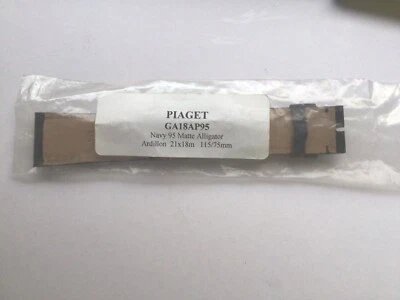 PIAGET
GA18AP95
Navy 95 Matte Alligator
Ardillon 21x18m 115/75mm